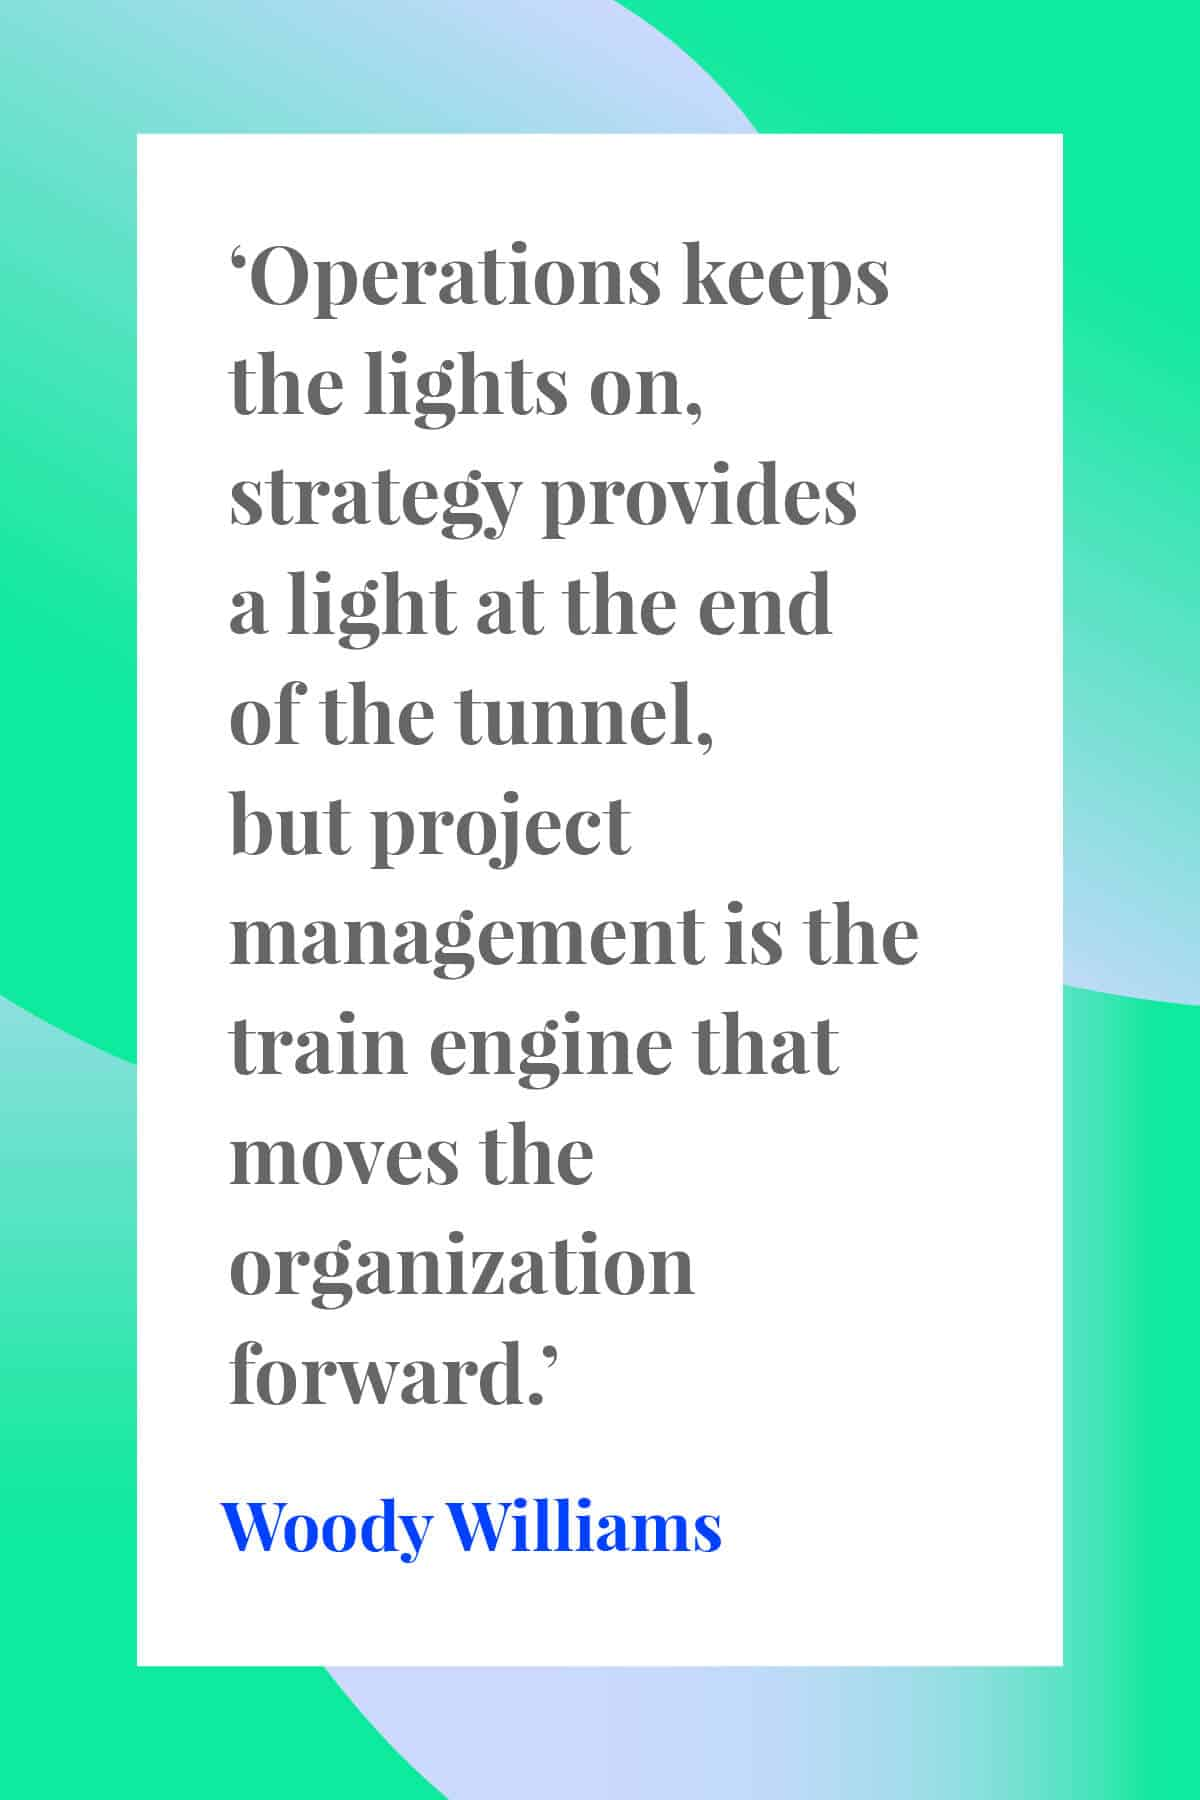 ‘Operations keeps
the lights on,
strategy provides
a light at the end
of the tunnel,
but project
management is the
train engine that
moves the
organization
forward.’
Woody Williams